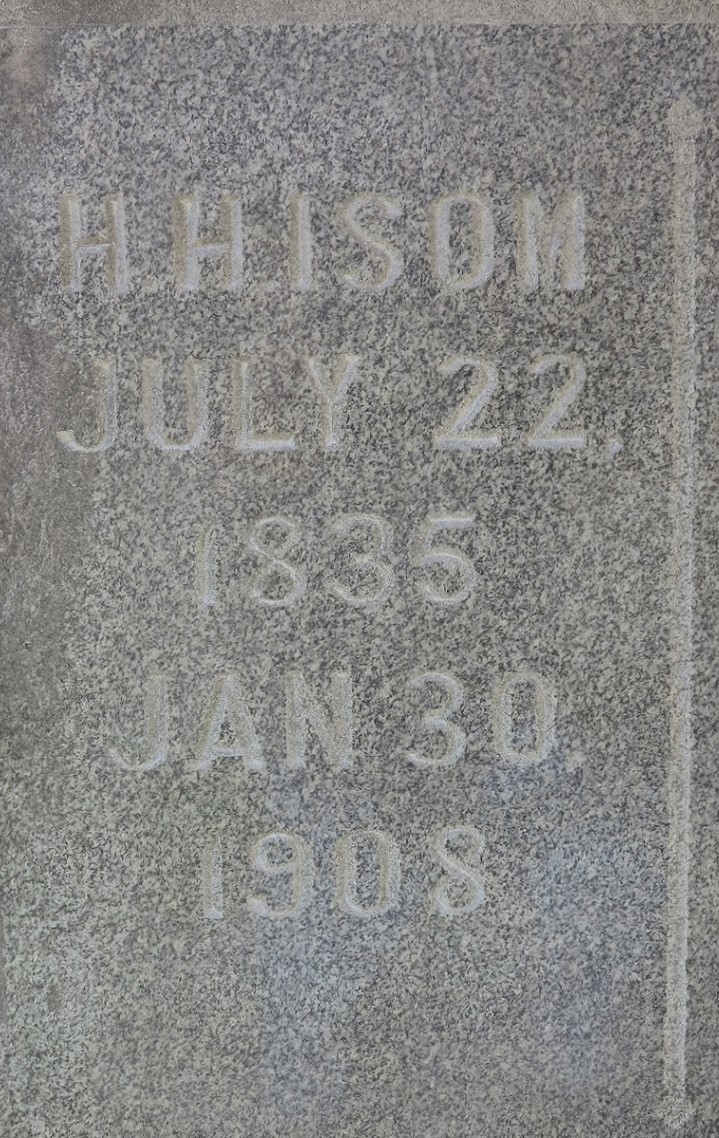 H.H.ISOM
JULY 22.
1835
JAN 30.
1908